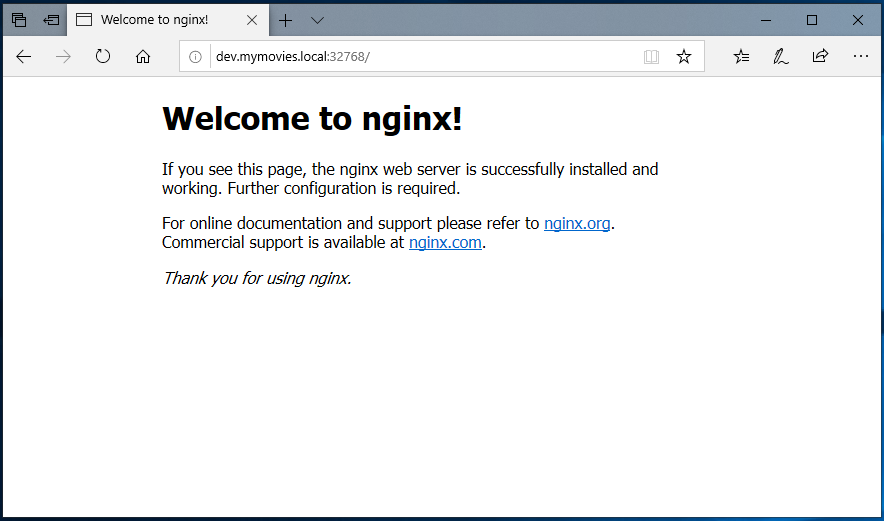 Welcome to nginx!
dev.mymovies.local:32768/
Welcome to nginx!
If you see this page, the nginx web server is successfully installed and
working. Further configuration is required.
For online documentation and support please refer to nginx.org.
Commercial support is available at nginx.com.
Thank you for using nginx.